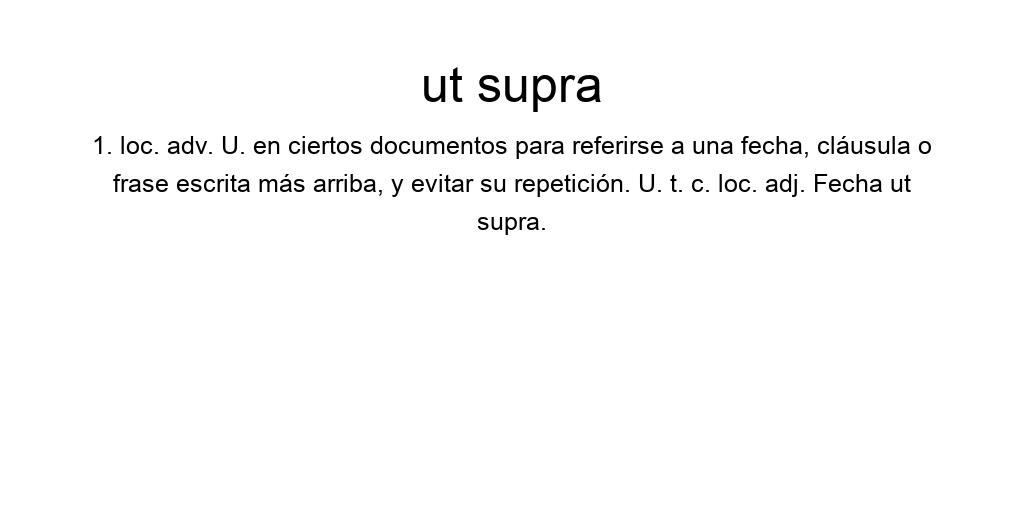 ut supra
1. loc. adv. U. en ciertos documentos para referirse a una fecha, cláusula o
frase escrita más arriba, y evitar su repetición. U. t. c. loc. adj. Fecha ut
supra.